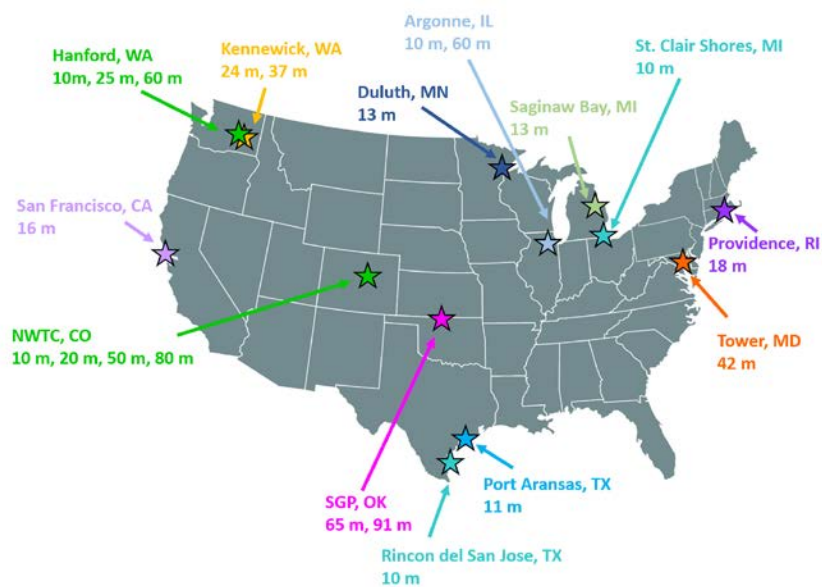 Argonne, IL
10 m, 60 m
Hanford, WA
10m, 25 m, 60 m
Kennewick, WA
24 m, 37 m
St. Clair Shores, MI
10 m
Duluth, MN
13 m
Saginaw Bay, MI
13 m
San Francisco, CA
16 m
Providence, RI
18 m
NWTC, CO
10 m, 20 m, 50 m, 80 m
Tower, MD
42 m
SGP, OK
65 m, 91 m
Port Aransas, TX
11 m
Rincon del San Jose, TX
10 m